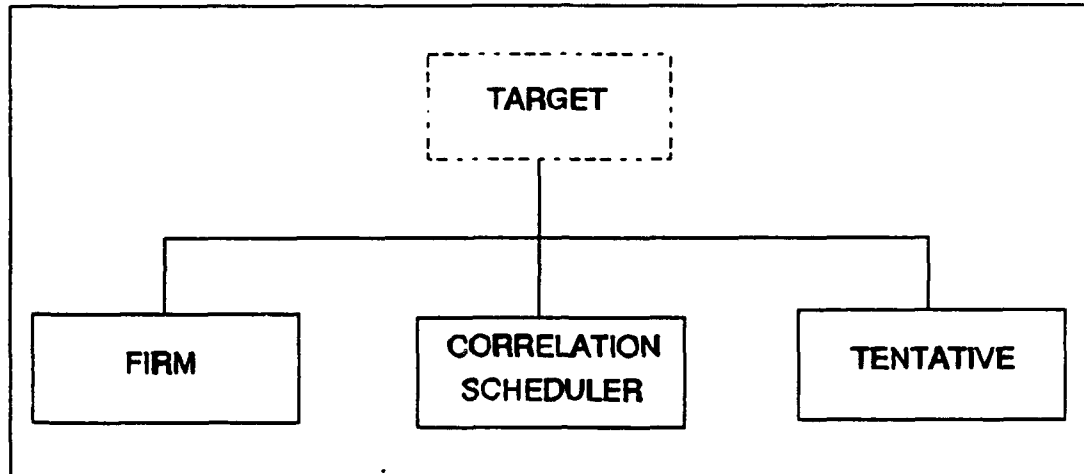 TARGET
FIRM
CORRELATION
SCHEDULER
TENTATIVE